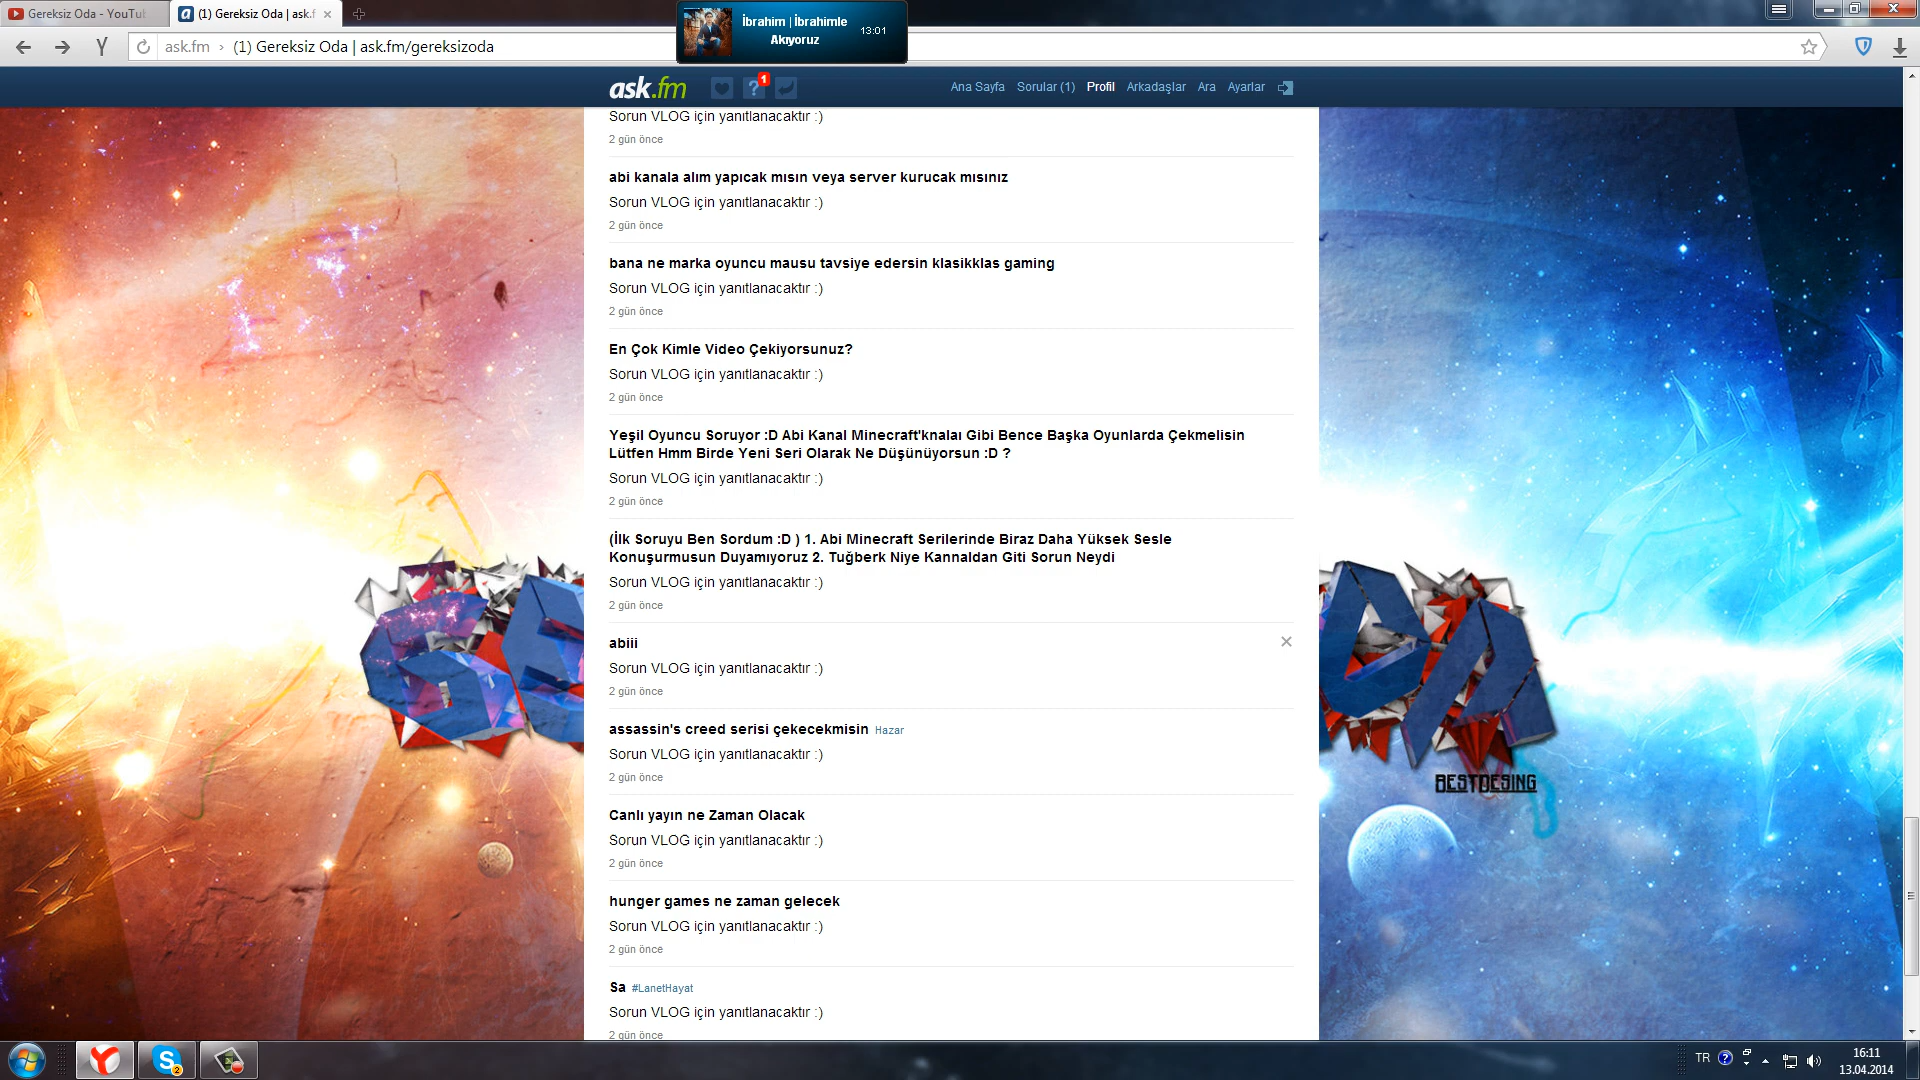 Gereksiz Oda - YouTu
(1) Gereksiz Oda | ask.f
İbrahim | İbrahimle
Akıyoruz
13:01
ask.fm › (1) Gereksiz Oda | ask.fm/gereksizoda
ask.fm
?
1
Ana Sayfa Sorular (1) Profil Arkadaşlar Ara Ayarlar
Sorun VLOG için yanıtlanacaktır :)
2 gün önce
abi kanala alım yapıcak mısın veya server kurucak mısınız
Sorun VLOG için yanıtlanacaktır :)
2 gün önce
bana ne marka oyuncu mausu tavsiye edersin klasikklas gaming
Sorun VLOG için yanıtlanacaktır :)
2 gün önce
En Çok Kimle Video Çekiyorsunuz?
Sorun VLOG için yanıtlanacaktır :)
2 gün önce
Yeşil Oyuncu Soruyor :D Abi Kanal Minecraft'knalaı Gibi Bence Başka Oyunlarda Çekmelisin
Lütfen Hmm Birde Yeni Seri Olarak Ne Düşünüyorsun :D ?
Sorun VLOG için yanıtlanacaktır :)
2 gün önce
(İlk Soruyu Ben Sordum :D ) 1. Abi Minecraft Serilerinde Biraz Daha Yüksek Sesle
Konuşurmusun Duyamıyoruz 2. Tuğberk Niye Kannaldan Giti Sorun Neydi
Sorun VLOG için yanıtlanacaktır :)
2 gün önce
abiii
Sorun VLOG için yanıtlanacaktır :)
2 gün önce
assassin's creed serisi çekecekmisin Hazar
Sorun VLOG için yanıtlanacaktır :)
2 gün önce
BESTDESING
Canlı yayın ne Zaman Olacak
Sorun VLOG için yanıtlanacaktır :)
2 gün önce
hunger games ne zaman gelecek
Sorun VLOG için yanıtlanacaktır :)
2 gün önce
Sa #LanetHayat
Sorun VLOG için yanıtlanacaktır :)
2 gün önce
2
TR
16:11
13.04.2014